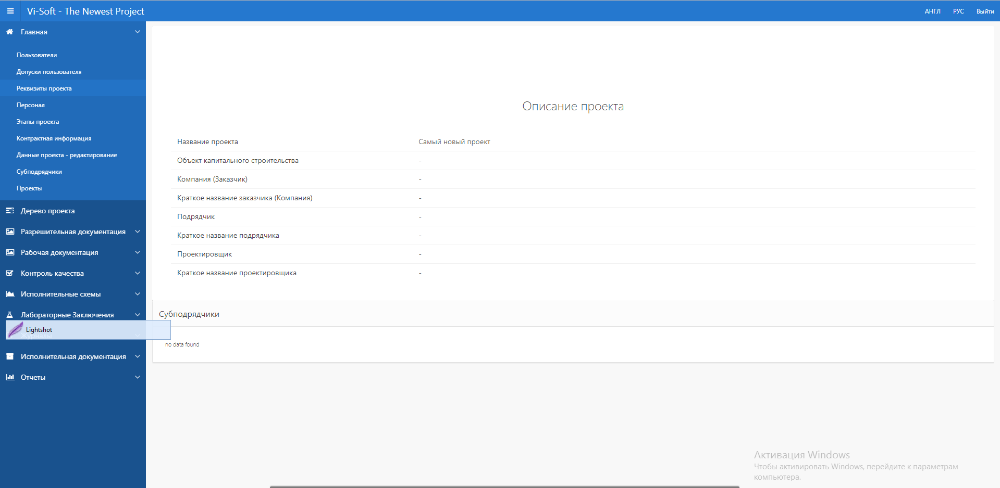 Vi-Soft - The Newest Project
АНГЛ РУС Выйти
Главная
Пользователи
Допуски пользователя
Реквизиты проекта
Персонал
Этапы проекта
Контрактная информация
Данные проекта - редактирование
Субподрядчики
Проекты
Дерево проекта
Разрешительная документация
Рабочая документация
Контроль качества
Исполнительные схемы
Лабораторные Заключения
Lightshot
Журналы
Исполнительная документация
Отчеты
Описание проекта
Название проекта Самый новый проект
Объект капитального строительства -
Компания (Заказчик) -
Краткое название заказчика (Компания) -
Подрядчик -
Краткое название подрядчика -
Проектировщик -
Краткое название проектировщика -
Субподрядчики
no data found
Активация Windows
Чтобы активировать Windows, перейдите к параметрам
компьютера.